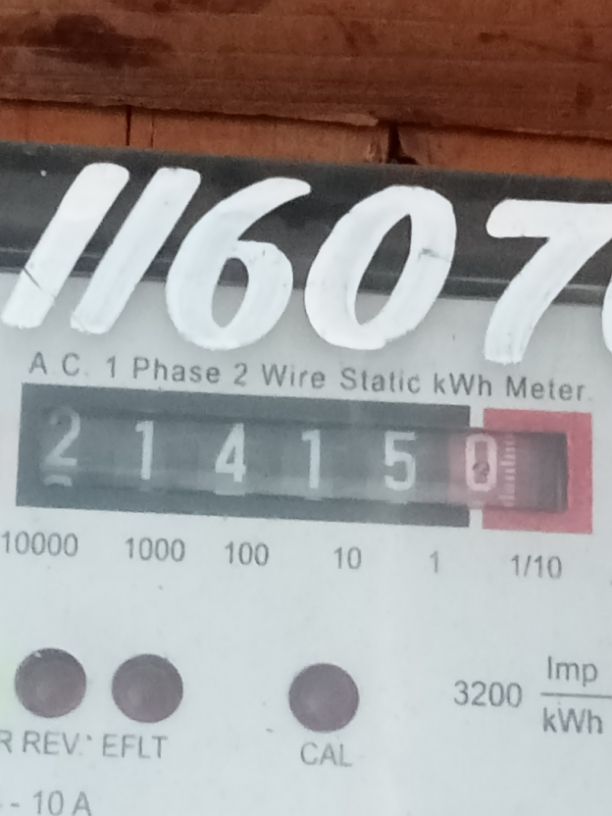 11607
A.C. 1 Phase 2 Wire Static kWh Meter.
2 1 4 1 5 0
10000 1000 100 10 1 1/10
3200 Imp
kWh
R REV. EFLT CAL
- 10 A